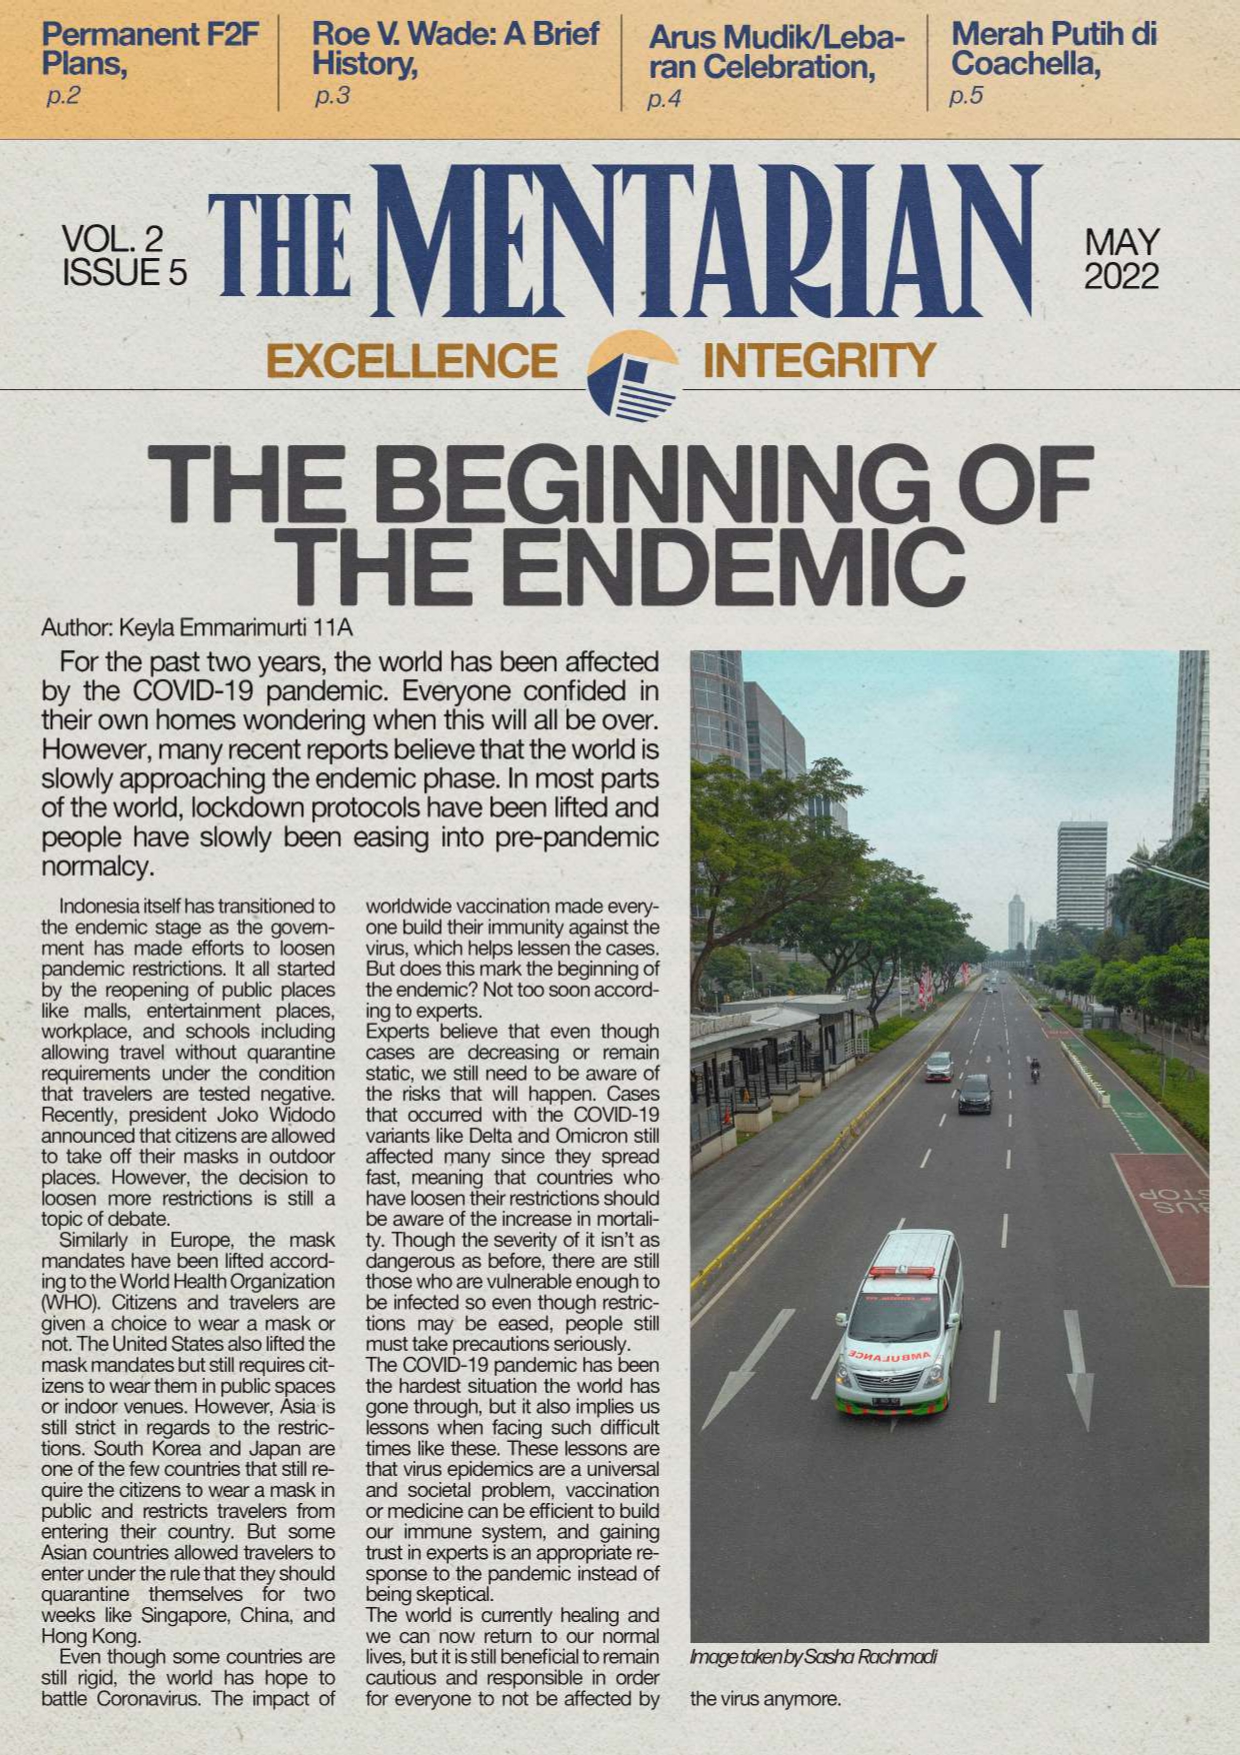 Permanent F2F
Plans,
p.2
Roe V. Wade: A Brief
History,
p.3
Arus Mudik/Leba-
ran Celebration,
p.4
Merah Putih di
Coachella,
p.5
VOL. 2
ISSUE 5
THE MENTARIAN
MAY
2022
EXCELLENCE INTEGRITY
THE BEGINNING OF
THE ENDEMIC
Author: Keyla Emmarimurti 11A
For the past two years, the world has been affected
by the COVID-19 pandemic. Everyone confided in
their own homes wondering when this will all be over.
However, many recent reports believe that the world is
slowly approaching the endemic phase. In most parts
of the world, lockdown protocols have been lifted and
people have slowly been easing into pre-pandemic
normalcy.
Indonesia itself has transitioned to
the endemic stage as the govern-
ment has made efforts to loosen
pandemic restrictions. It all started
by the reopening of public places
like malls, entertainment places,
workplace, and schools including
allowing travel without quarantine
requirements under the condition
that travelers are tested negative.
Recently, president Joko Widodo
announced that citizens are allowed
to take off their masks in outdoor
places. However, the decision to
loosen more restrictions is still a
topic of debate.
Similarly in Europe, the mask
mandates have been lifted accord-
ing to the World Health Organization
(WHO). Citizens and travelers are
given a choice to wear a mask or
not. The United States also lifted the
mask mandates but still requires cit-
izens to wear them in public spaces
or indoor venues. However, Asia is
still strict in regards to the restric-
tions. South Korea and Japan are
one of the few countries that still re-
quire the citizens to wear a mask in
public and restricts travelers from
entering their country. But some
Asian countries allowed travelers to
enter under the rule that they should
quarantine themselves for two
weeks like Singapore, China, and
Hong Kong.
Even though some countries are
still rigid, the world has hope to
battle Coronavirus. The impact of
worldwide vaccination made every-
one build their immunity against the
virus, which helps lessen the cases.
But does this mark the beginning of
the endemic? Not too soon accord-
ing to experts.
Experts believe that even though
cases are decreasing or remain
static, we still need to be aware of
the risks that will happen. Cases
that occurred with the COVID-19
variants like Delta and Omicron still
affected many since they spread
fast, meaning that countries who
have loosen their restrictions should
be aware of the increase in mortali-
ty. Though the severity of it isn't as
dangerous as before, there are still
those who are vulnerable enough to
be infected so even though restric-
tions may be eased, people still
must take precautions seriously.
The COVID-19 pandemic has been
the hardest situation the world has
gone through, but it also implies us
lessons when facing such difficult
times like these. These lessons are
that virus epidemics are a universal
and societal problem, vaccination
or medicine can be efficient to build
our immune system, and gaining
trust in experts is an appropriate re-
sponse to the pandemic instead of
being skeptical.
The world is currently healing and
we can now return to our normal
lives, but it is still beneficial to remain
cautious and responsible in order
for everyone to not be affected by
BUS
STOP
AMBULANCE
Image taken by Sasha Rachmadi
the virus anymore.